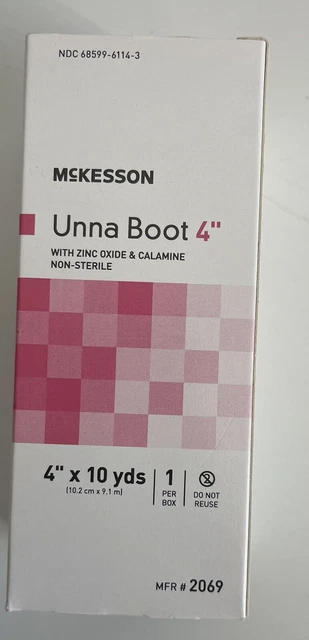 NDC 68599-6114-3
McKESSON
Unna Boot 4"
WITH ZINC OXIDE & CALAMINE
NON-STERILE
4" x 10 yds
(10.2 cm x 9.1 m)
1
PER
BOX
2
DO NOT
REUSE
MFR # 2069